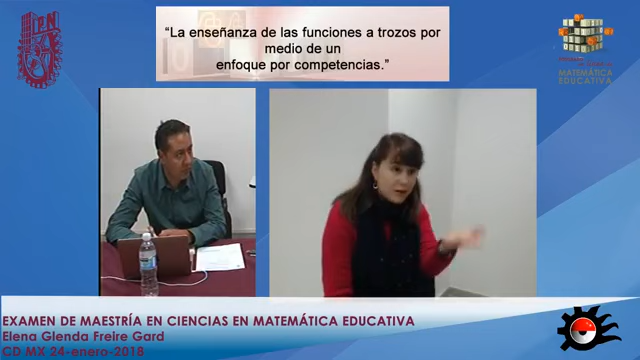 IPN
“La enseñanza de las funciones a trozos por
medio de un
enfoque por competencias.”
MATEMÁTICA
EDUCATIVA
EXAMEN DE MAESTRÍA EN CIENCIAS EN MATEMÁTICA EDUCATIVA
Elena Glenda Freire Gard
CD MX 24-enero-2018